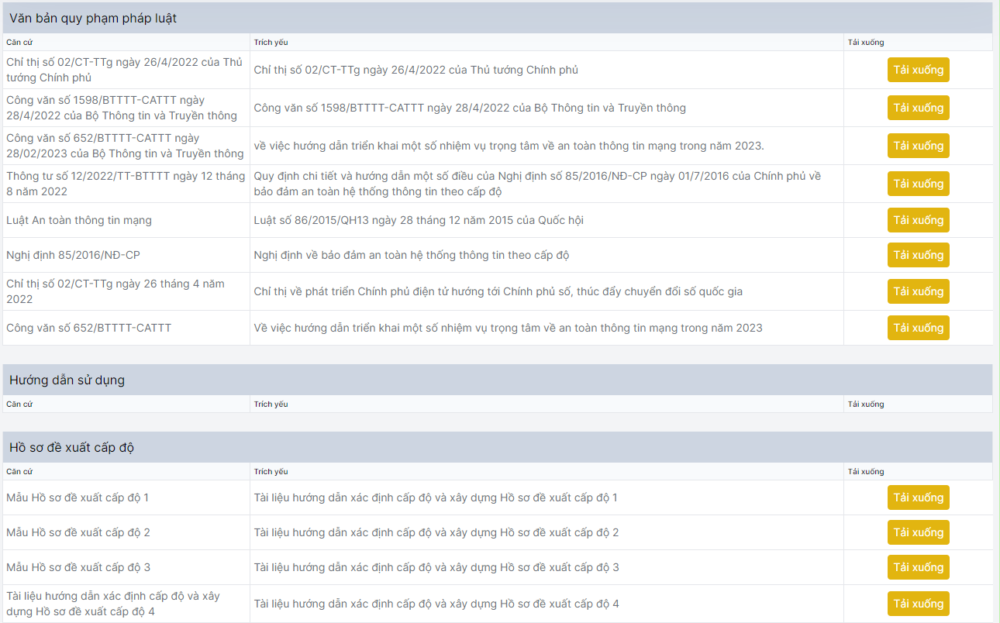 Văn bản quy phạm pháp luật
Căn cứ
Trích yếu
Tải xuống
Chỉ thị số 02/CT-TTg ngày 26/4/2022 của Thủ
tướng Chính phủ
Chỉ thị số 02/CT-TTg ngày 26/4/2022 của Thủ tướng Chính phủ
Tải xuống
Công văn số 1598/BTTTT-CATTT ngày
28/4/2022 của Bộ Thông tin và Truyền thông
Công văn số 1598/BTTTT-CATTT ngày 28/4/2022 của Bộ Thông tin và Truyền thông
Tải xuống
Công văn số 652/BTTTT-CATTT ngày
28/02/2023 của Bộ Thông tin và Truyền thông
về việc hướng dẫn triển khai một số nhiệm vụ trọng tâm về an toàn thông tin mạng trong năm 2023.
Tải xuống
Thông tư số 12/2022/TT-BTTTT ngày 12 tháng
8 năm 2022
Quy định chi tiết và hướng dẫn một số điều của Nghị định số 85/2016/NĐ-CP ngày 01/7/2016 của Chính phủ về
bảo đảm an toàn hệ thống thông tin theo cấp độ
Tải xuống
Luật An toàn thông tin mạng
Luật số 86/2015/QH13 ngày 28 tháng 12 năm 2015 của Quốc hội
Tải xuống
Nghị định 85/2016/NĐ-CP
Nghị định về bảo đảm an toàn hệ thống thông tin theo cấp độ
Tải xuống
Chỉ thị số 02/CT-TTg ngày 26 tháng 4 năm
2022
Chỉ thị về phát triển Chính phủ điện tử hướng tới Chính phủ số, thúc đẩy chuyển đổi số quốc gia
Tải xuống
Công văn số 652/BTTTT-CATTT
Về việc hướng dẫn triển khai một số nhiệm vụ trọng tâm về an toàn thông tin mạng trong năm 2023
Tải xuống
Hướng dẫn sử dụng
Căn cứ
Trích yếu
Tải xuống
Hồ sơ đề xuất cấp độ
Căn cứ
Trích yếu
Tải xuống
Mẫu Hồ sơ đề xuất cấp độ 1
Tài liệu hướng dẫn xác định cấp độ và xây dựng Hồ sơ đề xuất cấp độ 1
Tải xuống
Mẫu Hồ sơ đề xuất cấp độ 2
Tài liệu hướng dẫn xác định cấp độ và xây dựng Hồ sơ đề xuất cấp độ 2
Tải xuống
Mẫu Hồ sơ đề xuất cấp độ 3
Tài liệu hướng dẫn xác định cấp độ và xây dựng Hồ sơ đề xuất cấp độ 3
Tải xuống
Tài liệu hướng dẫn xác định cấp độ và xây
dựng Hồ sơ đề xuất cấp độ 4
Tài liệu hướng dẫn xác định cấp độ và xây dựng Hồ sơ đề xuất cấp độ 4
Tải xuống